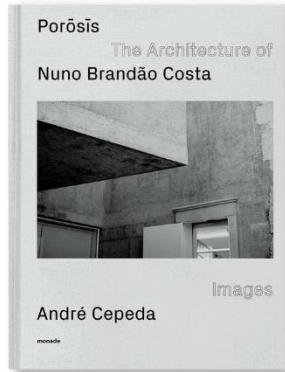 Porōsīs
The Architecture of
Nuno Brandão Costa
Images
André Cepeda
monade